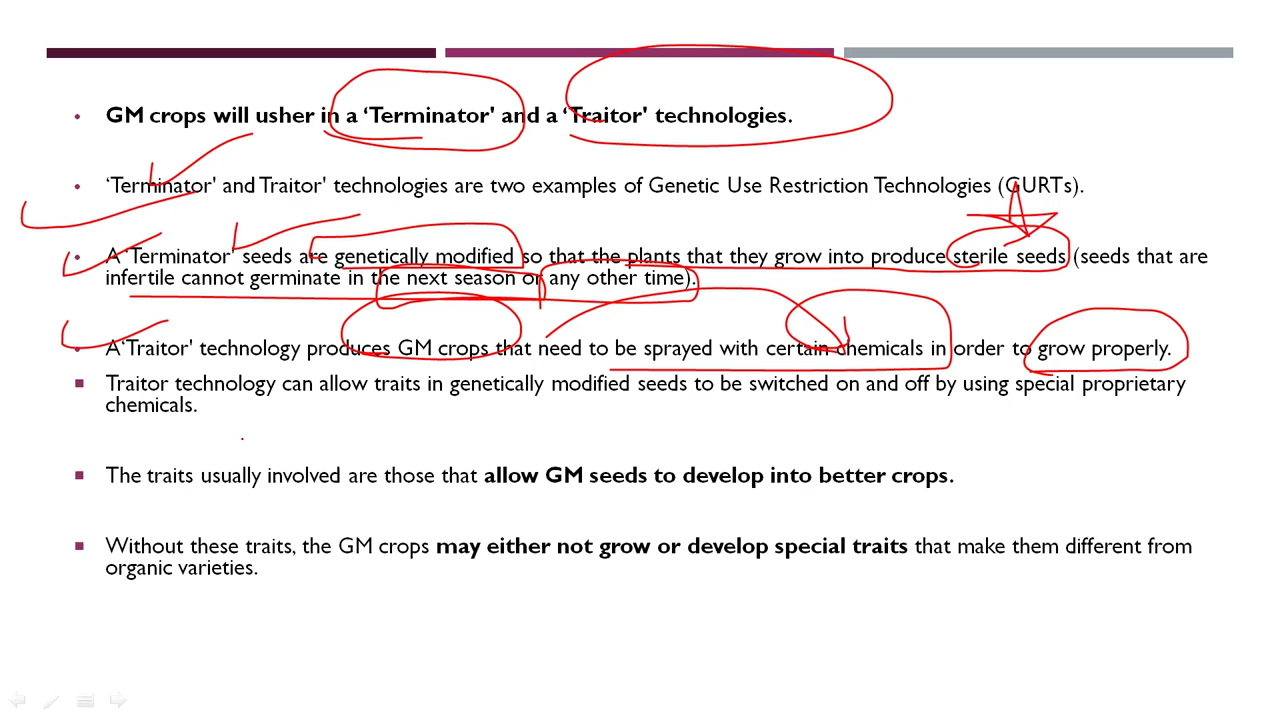 GM crops will usher in a ‘Terminator' and a ‘Traitor' technologies.
‘Terminator' and Traitor' technologies are two examples of Genetic Use Restriction Technologies (GURTs).
A ‘Terminator' seeds are genetically modified so that the plants that they grow into produce sterile seeds (seeds that are
infertile cannot germinate in the next season or any other time).
A‘Traitor' technology produces GM crops that need to be sprayed with certain chemicals in order to grow properly.
Traitor technology can allow traits in genetically modified seeds to be switched on and off by using special proprietary
chemicals.
The traits usually involved are those that allow GM seeds to develop into better crops.
Without these traits, the GM crops may either not grow or develop special traits that make them different from
organic varieties.